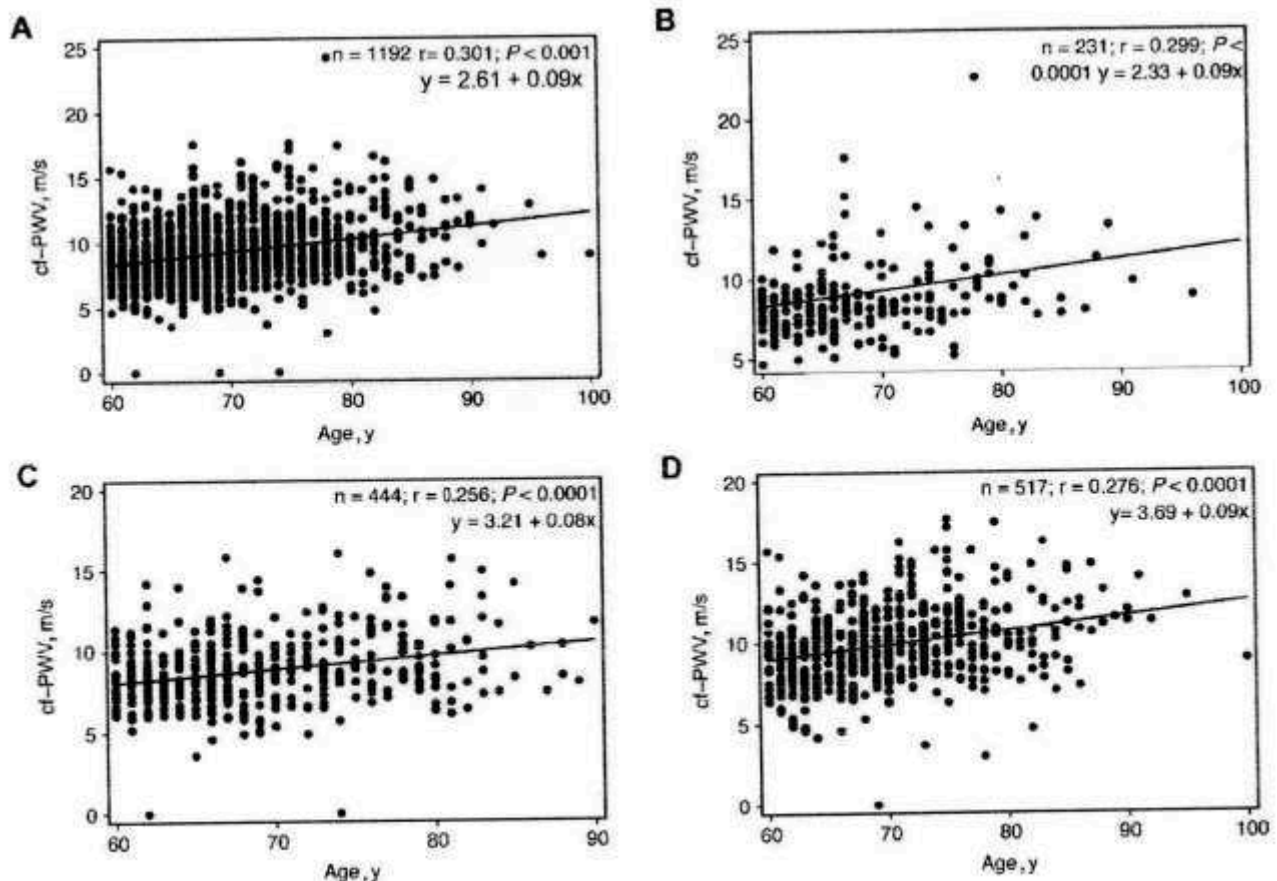 A
25
20
15
10
5
0
cf–PWV, m/s
n = 1192 r= 0.301; P < 0.001
y = 2.61 + 0.09x
60 70 80 90 100
Age, y
B
25
20
15
10
5
cf–PWV, m/s
n = 231; r = 0.299; P <
0.0001 y = 2.33 + 0.09x
60 70 80 90 100
Age, y
C
20
15
10
5
0
cf–PWV, m/s
n = 444; r = 0.256; P < 0.0001
y = 3.21 + 0.08x
60 70 80 90
Age, y
D
20
15
10
5
0
cf–PWV, m/s
n = 517; r = 0.276; P < 0.0001
y= 3.69 + 0.09x
60 70 80 90 100
Age, y